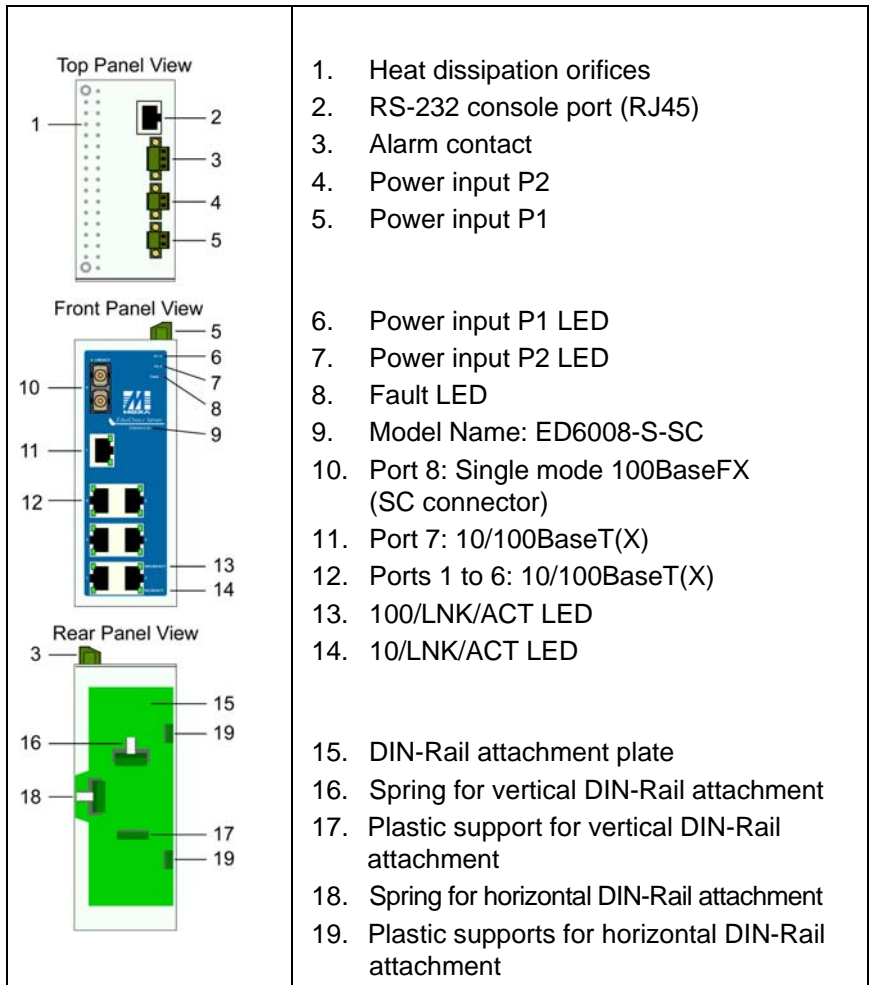 Top Panel View
1
2
3
4
5
Front Panel View
5
6
7
8
9
10
11
12
13
14
MOXA
Rear Panel View
3
15
19
16
18
17
19
1. Heat dissipation orifices
2. RS-232 console port (RJ45)
3. Alarm contact
4. Power input P2
5. Power input P1
6. Power input P1 LED
7. Power input P2 LED
8. Fault LED
9. Model Name: ED6008-S-SC
10. Port 8: Single mode 100BaseFX
(SC connector)
11. Port 7: 10/100BaseT(X)
12. Ports 1 to 6: 10/100BaseT(X)
13. 100/LNK/ACT LED
14. 10/LNK/ACT LED
15. DIN-Rail attachment plate
16. Spring for vertical DIN-Rail attachment
17. Plastic support for vertical DIN-Rail
attachment
18. Spring for horizontal DIN-Rail attachment
19. Plastic supports for horizontal DIN-Rail
attachment